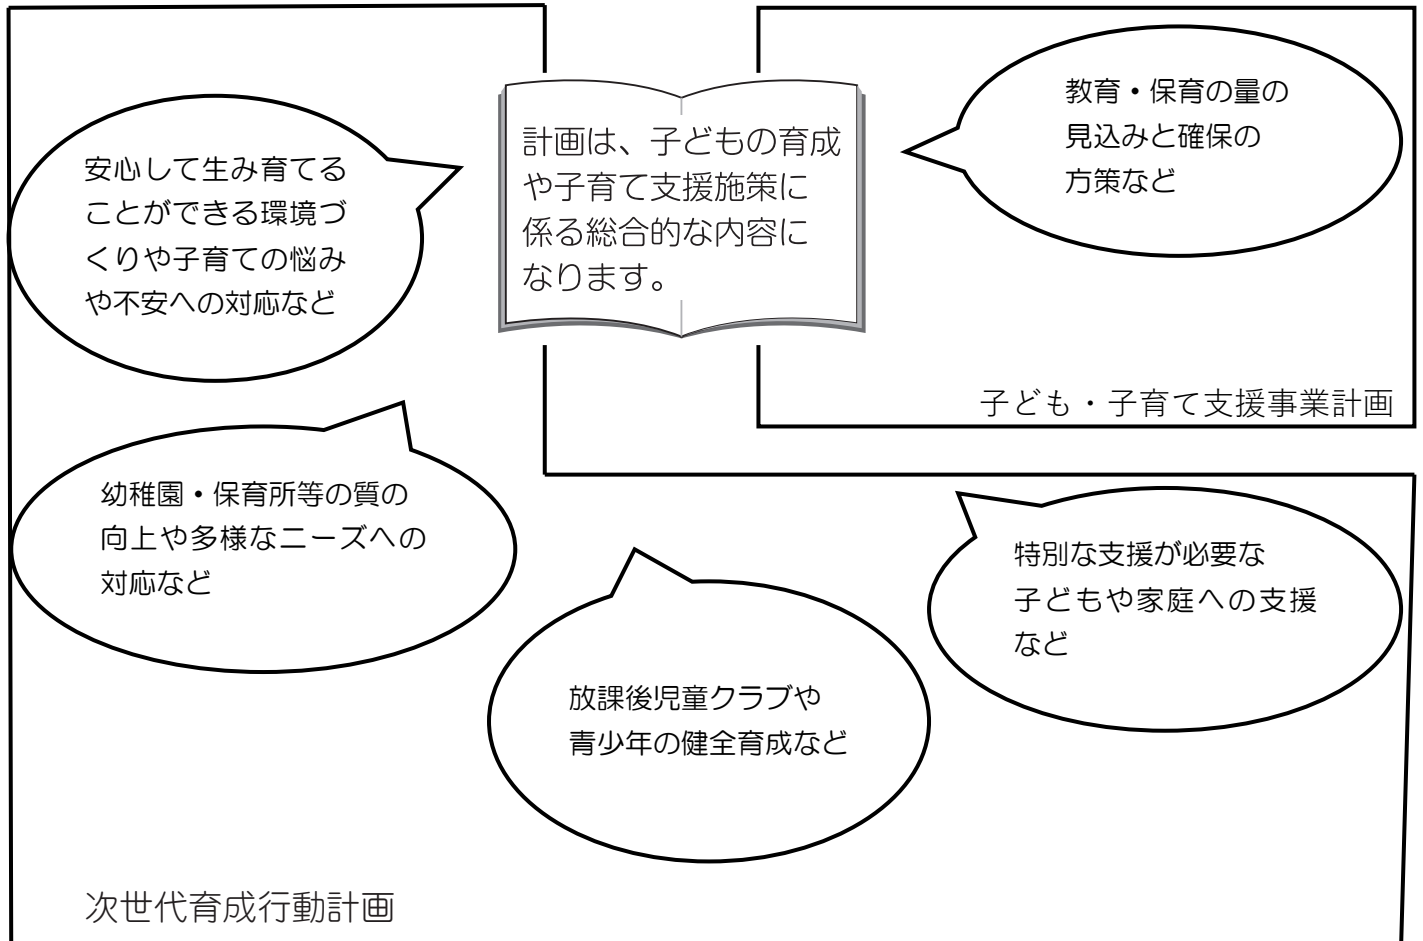 計画は、子どもの育成
や子育て支援施策に
係る総合的な内容に
なります。
教育・保育の量の
見込みと確保の
方策など
子ども・子育て支援事業計画
安心して生み育てる
ことができる環境づ
くりや子育ての悩み
や不安への対応など
幼稚園・保育所等の質の
向上や多様なニーズへの
対応など
放課後児童クラブや
青少年の健全育成など
特別な支援が必要な
子どもや家庭への支援
など
次世代育成行動計画